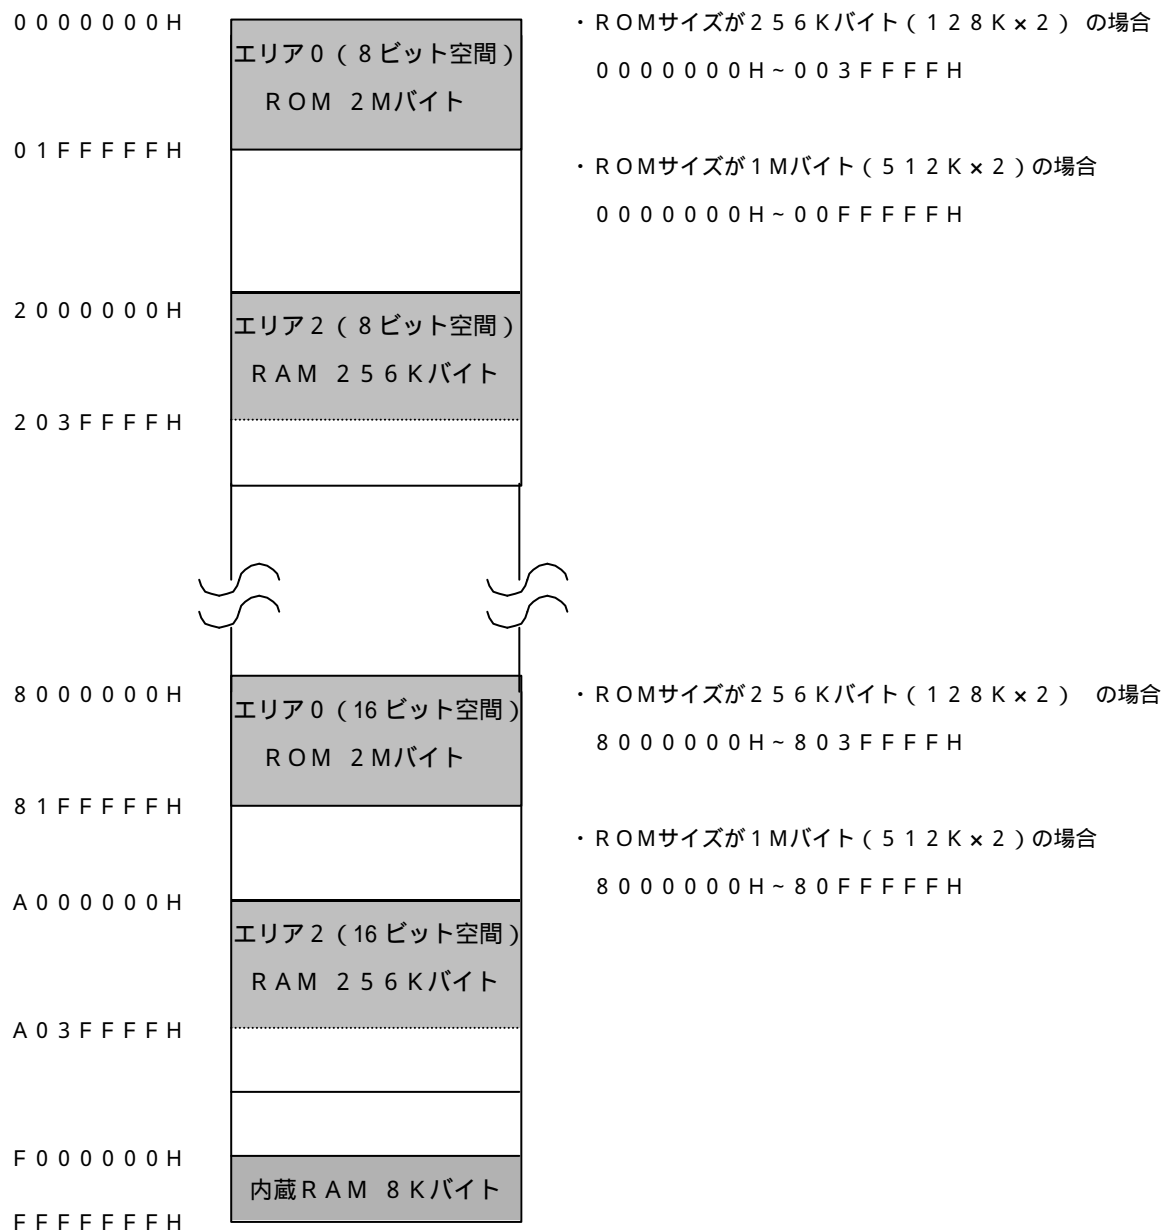 ０００００００H
エリア０（８ビット空間）
ＲＯＭ ２Mバイト
０１ＦＦＦＦＦＨ
・ＲＯＭサイズが２５６Ｋバイト（１２８Ｋ×２） の場合
０００００００H～００３ＦＦＦＦＨ
・ＲＯＭサイズが１Mバイト（５１２Ｋ×２）の場合
０００００００H～００ＦＦＦＦＦＨ
２００００００H
エリア２（８ビット空間）
ＲＡＭ ２５６Ｋバイト
２０３ＦＦＦＦＨ
８００００００H
エリア０（16ビット空間）
ＲＯＭ ２Mバイト
８１ＦＦＦＦＦＨ
・ＲＯＭサイズが２５６Ｋバイト（１２８Ｋ×２） の場合
８００００００H～８０３ＦＦＦＦＨ
・ＲＯＭサイズが１Mバイト（５１２Ｋ×２）の場合
８００００００H～８０ＦＦＦＦＦＨ
Ａ００００００H
エリア２（16ビット空間）
ＲＡＭ ２５６Ｋバイト
Ａ０３ＦＦＦＦＨ
Ｆ００００００H
内蔵ＲＡＭ ８Ｋバイト
ＦＦＦＦＦＦＦＨ